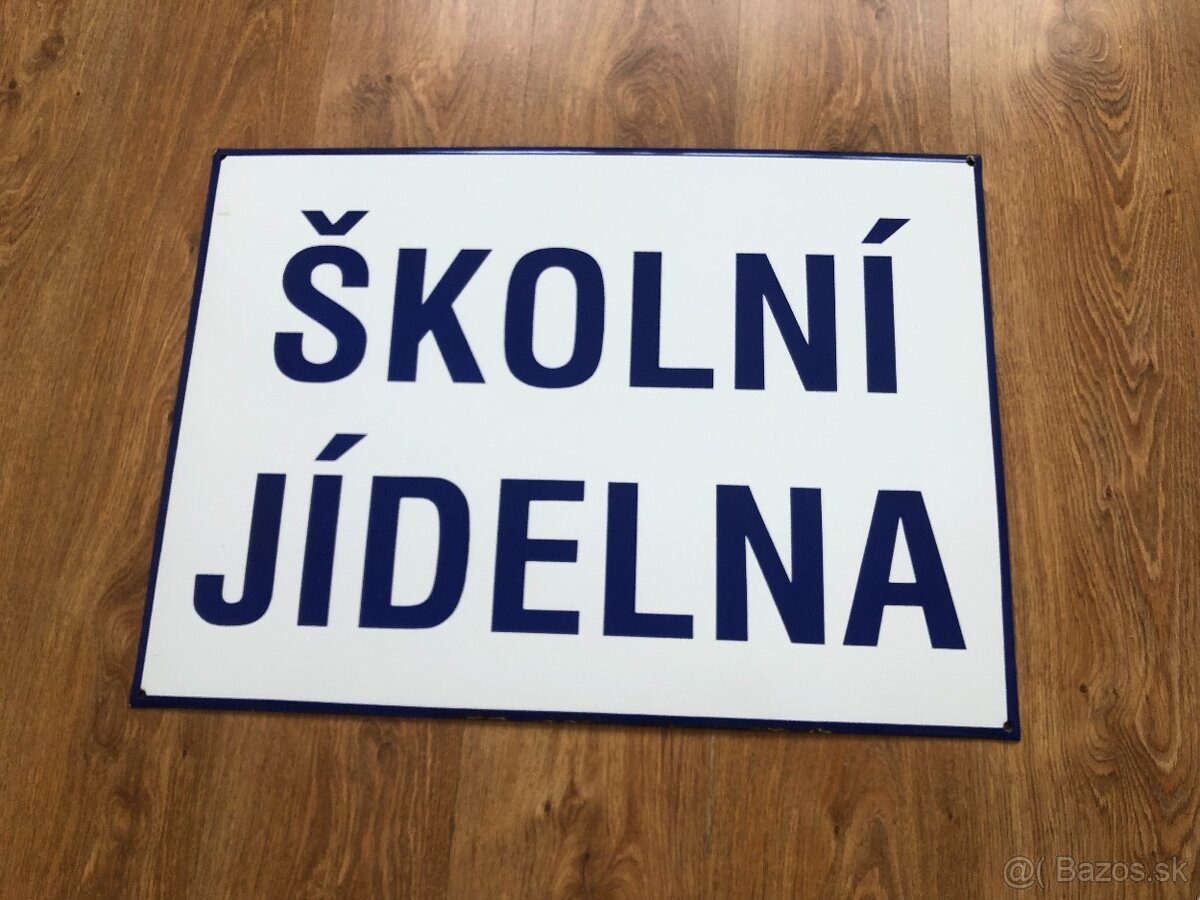 ŠKOLNÍ
JÍDELNA
@( Bazos.sk